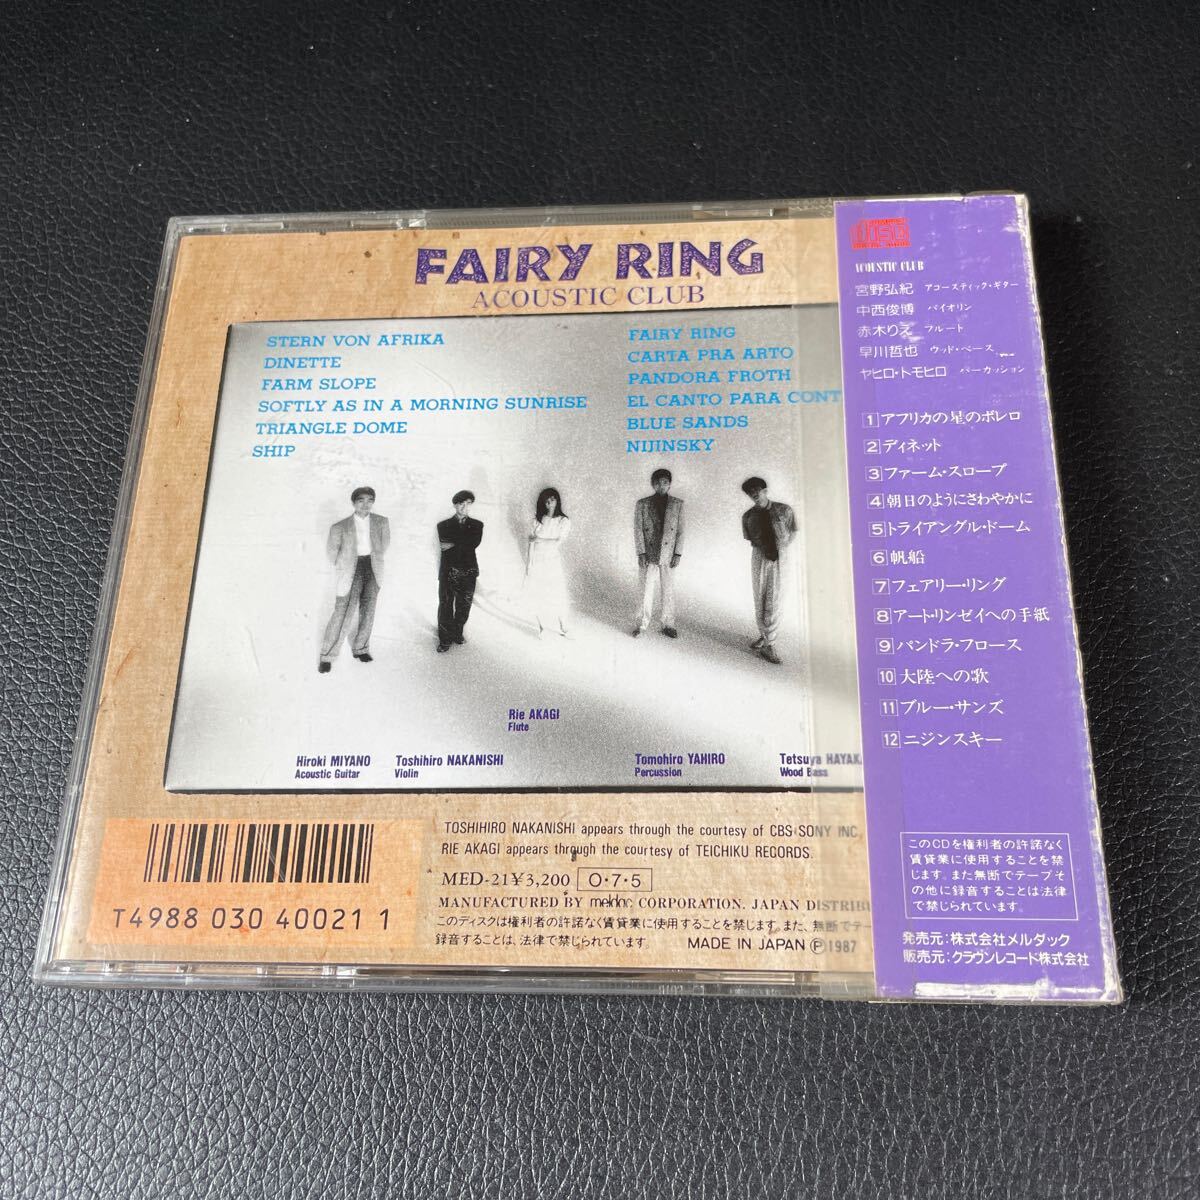 FAIRY RING
ACOUSTIC CLUB
STERN VON AFRIKA
DINETTE
FARM SLOPE
SOFTLY AS IN A MORNING SUNRISE
TRIANGLE DOME
SHIP
FAIRY RING
CARTA PRA ARTO
PANDORA FROTH
EL CANTO PARA CONT
BLUE SANDS
NIJINSKY
Rie AKAGI
Flute
Hiroki MIYANO
Acoustic Guitar
Toshihiro NAKANISHI
Violin
Tomohiro YAHIRO
Percussion
Tetsuya HAYAK
Wood Bass
TOSHIHIRO NAKANISHI appears through the courtesy of CBS·SONY INC.
RIE AKAGI appears through the courtesy of TEICHIKU RECORDS.
MED-21 ¥3,200 O·7·5
MANUFACTURED BY meldac CORPORATION. JAPAN DISTRIBU
このディスクは権利者の許諾なく賃貸業に使用することを禁じます。また、無断でテー
録音することは、法律で禁じられています。
MADE IN JAPAN Ⓟ1987
T4988 030 40021 1
COMPACT
disc
DIGITAL AUDIO
ACOUSTIC CLUB
宮野弘紀 アコースティック・ギター
中西俊博 バイオリン
赤木りえ フルート
早川哲也 ウッド・ベース
ヤヒロ・トモヒロ パーカッション
1 アフリカの星のボレロ
2 ディネット
3 ファーム・スロープ
4 朝日のようにさわやかに
5 トライアングル・ドーム
6 帆船
7 フェアリー・リング
8 アート・リンゼイへの手紙
9 パンドラ・フロース
10 大陸への歌
11 ブルー・サンズ
12 ニジンスキー
このCDを権利者の許諾なく
賃貸業に使用することを禁
じます。また無断でテープそ
の他に録音することは法律
で禁じられています。
発売元：株式会社メルダック
販売元：クラウンレコード株式会社